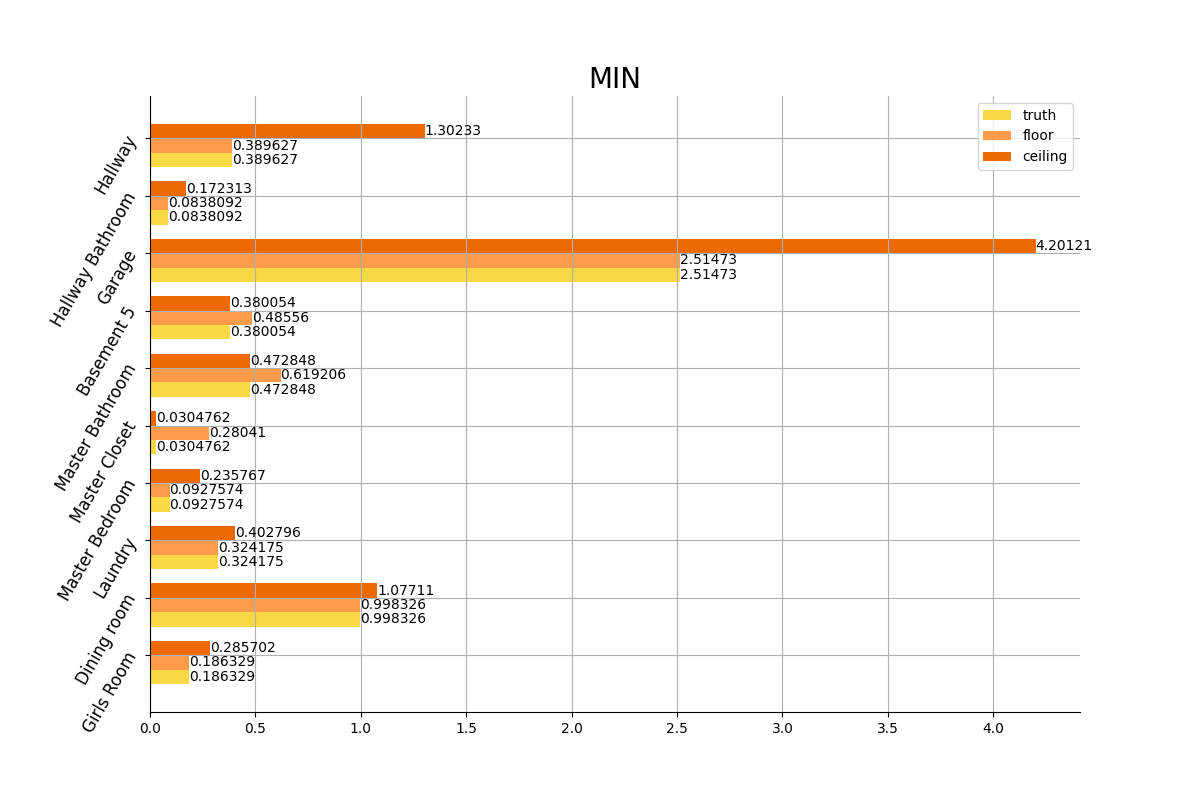 MIN
truth
floor
ceiling
Hallway
1.30233
0.389627
0.389627
Hallway Bathroom
0.172313
0.0838092
0.0838092
Garage
4.20121
2.51473
2.51473
Basement 5
0.380054
0.48556
0.380054
Master Bathroom
0.472848
0.619206
0.472848
Master Closet
0.0304762
0.28041
0.0304762
Master Bedroom
0.235767
0.0927574
0.0927574
Laundry
0.402796
0.324175
0.324175
Dining room
1.07711
0.998326
0.998326
Girls Room
0.285702
0.186329
0.186329
0.0 0.5 1.0 1.5 2.0 2.5 3.0 3.5 4.0